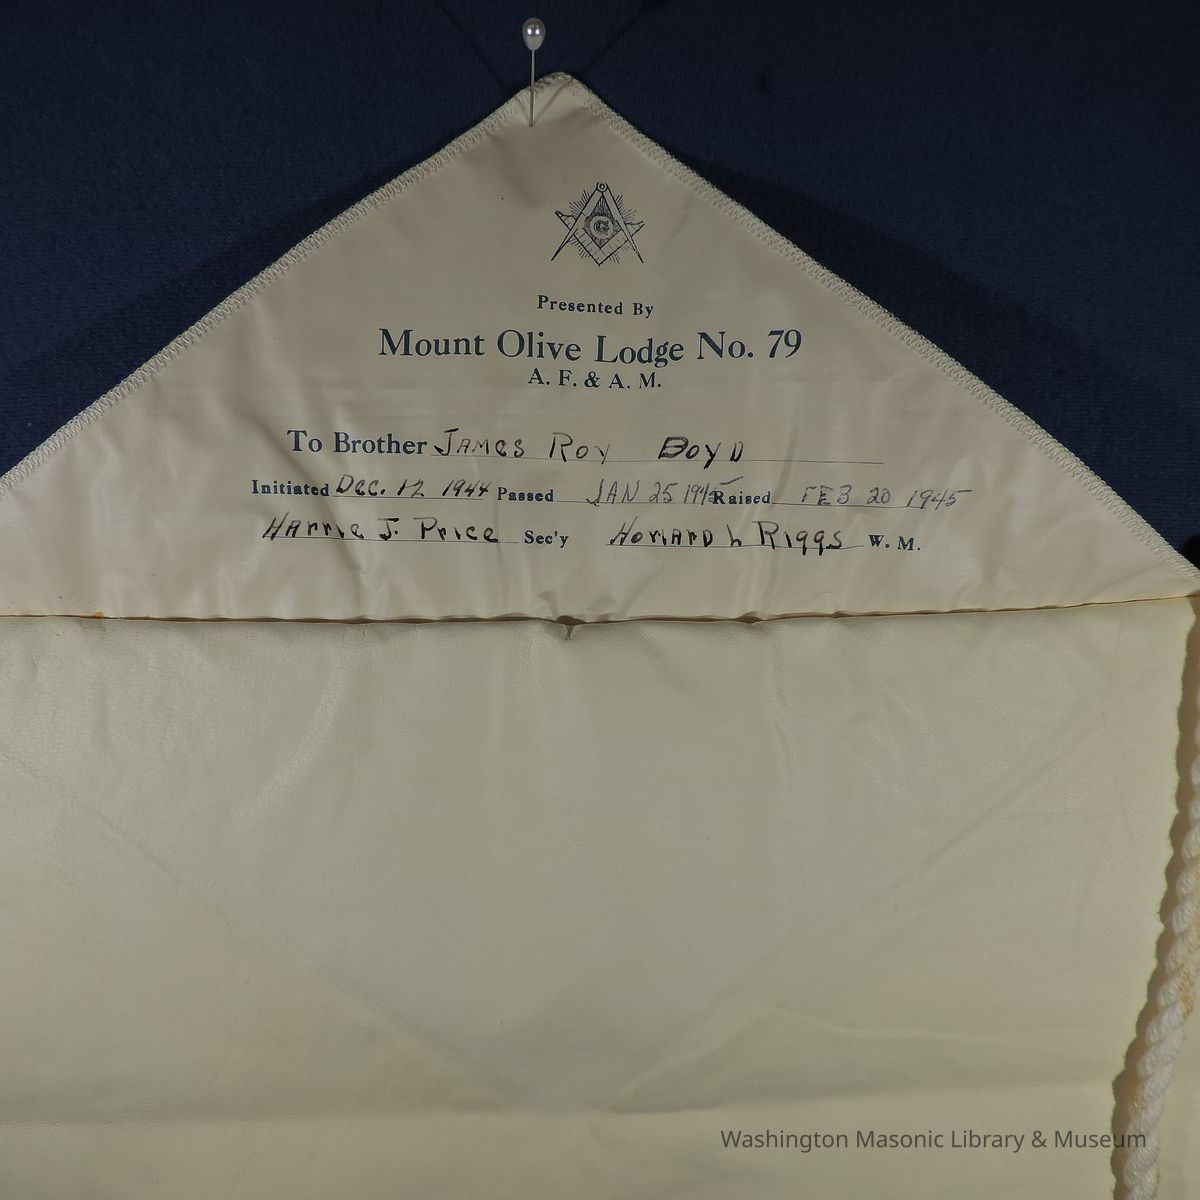 G
Presented By
Mount Olive Lodge No. 79
A. F. & A. M.
To Brother James Roy Boyd
Initiated Dec. 12 1944 Passed JAN 25 1945 Raised FEB 20 1945
Harrie J. Price Sec'y Howard L Riggs W. M.
Washington Masonic Library & Museum